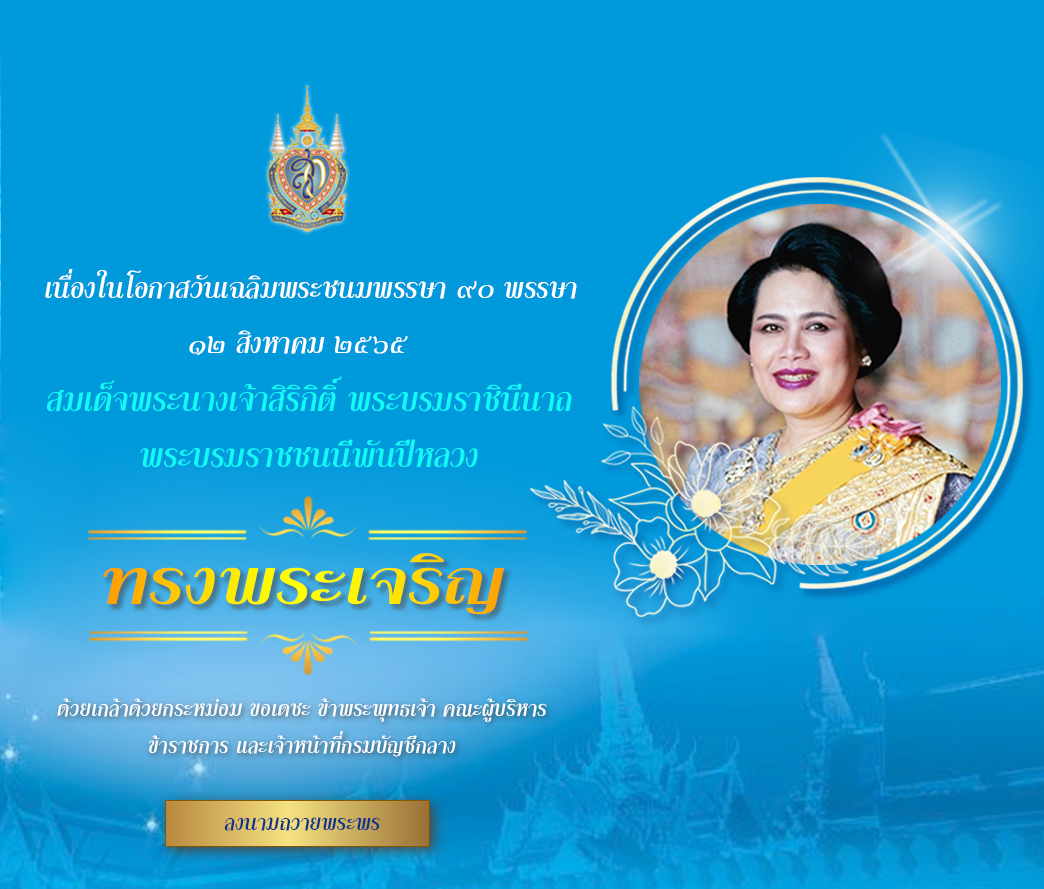 เนื่องในโอกาสวันเฉลิมพระชนมพรรษา ๙๐ พรรษา
๑๒ สิงหาคม ๒๕๖๕
สมเด็จพระนางเจ้าสิริกิติ์ พระบรมราชินีนาถ
พระบรมราชชนนีพันปีหลวง
ทรงพระเจริญ
ด้วยเกล้าด้วยกระหม่อม ขอเดชะ ข้าพระพุทธเจ้า คณะผู้บริหาร
ข้าราชการ และเจ้าหน้าที่กรมบัญชีกลาง
ลงนามถวายพระพร